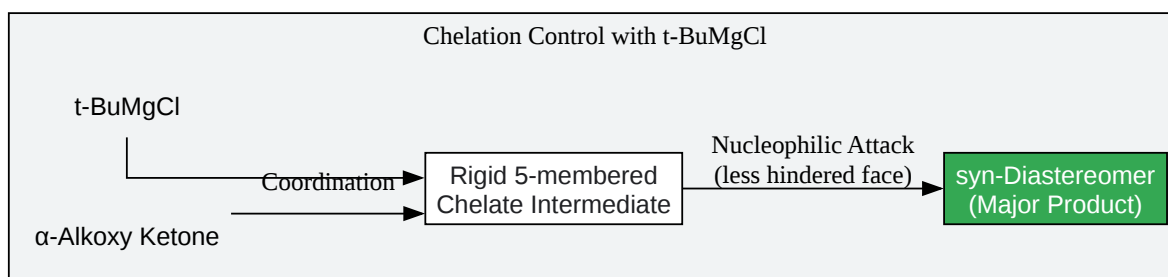 Chelation Control with t-BuMgCl
t-BuMgCl
Coordination
α-Alkoxy Ketone
Rigid 5-membered
Chelate Intermediate
Nucleophilic Attack
(less hindered face)
syn-Diastereomer
(Major Product)